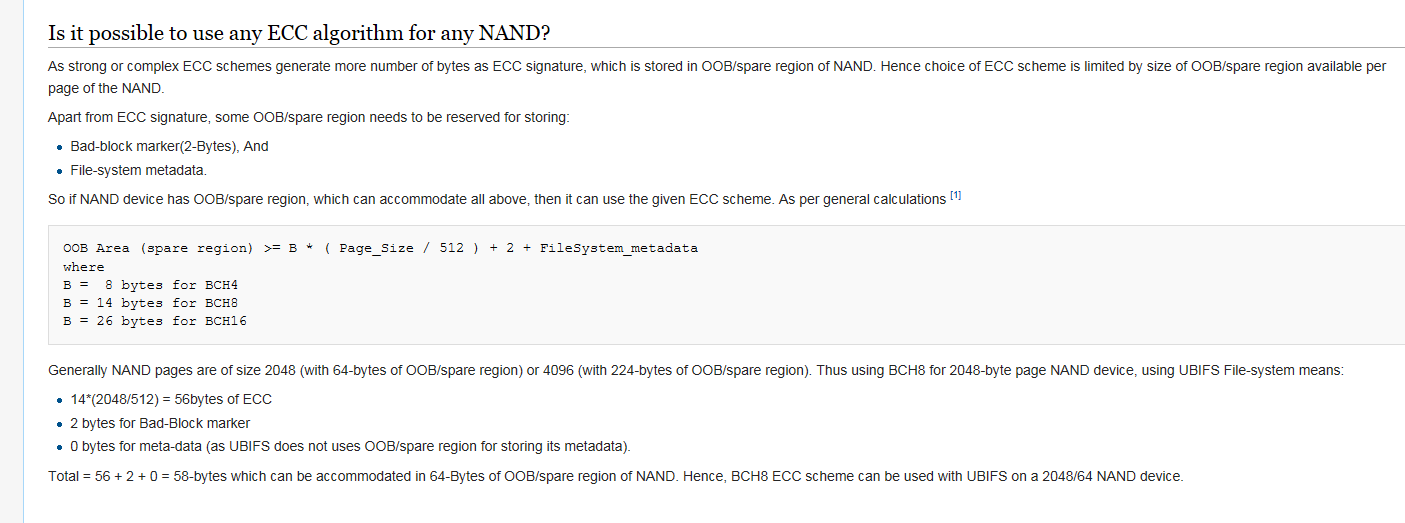 Is it possible to use any ECC algorithm for any NAND?
As strong or complex ECC schemes generate more number of bytes as ECC signature, which is stored in OOB/spare region of NAND. Hence choice of ECC scheme is limited by size of OOB/spare region available per
page of the NAND.
Apart from ECC signature, some OOB/spare region needs to be reserved for storing:
• Bad-block marker(2-Bytes), And
• File-system metadata.
So if NAND device has OOB/spare region, which can accommodate all above, then it can use the given ECC scheme. As per general calculations [1]
OOB Area (spare region) >= B * ( Page_Size / 512 ) + 2 + FileSystem_metadata
where
B =  8 bytes for BCH4
B = 14 bytes for BCH8
B = 26 bytes for BCH16
Generally NAND pages are of size 2048 (with 64-bytes of OOB/spare region) or 4096 (with 224-bytes of OOB/spare region). Thus using BCH8 for 2048-byte page NAND device, using UBIFS File-system means:
• 14*(2048/512) = 56bytes of ECC
• 2 bytes for Bad-Block marker
• 0 bytes for meta-data (as UBIFS does not uses OOB/spare region for storing its metadata).
Total = 56 + 2 + 0 = 58-bytes which can be accommodated in 64-Bytes of OOB/spare region of NAND. Hence, BCH8 ECC scheme can be used with UBIFS on a 2048/64 NAND device.